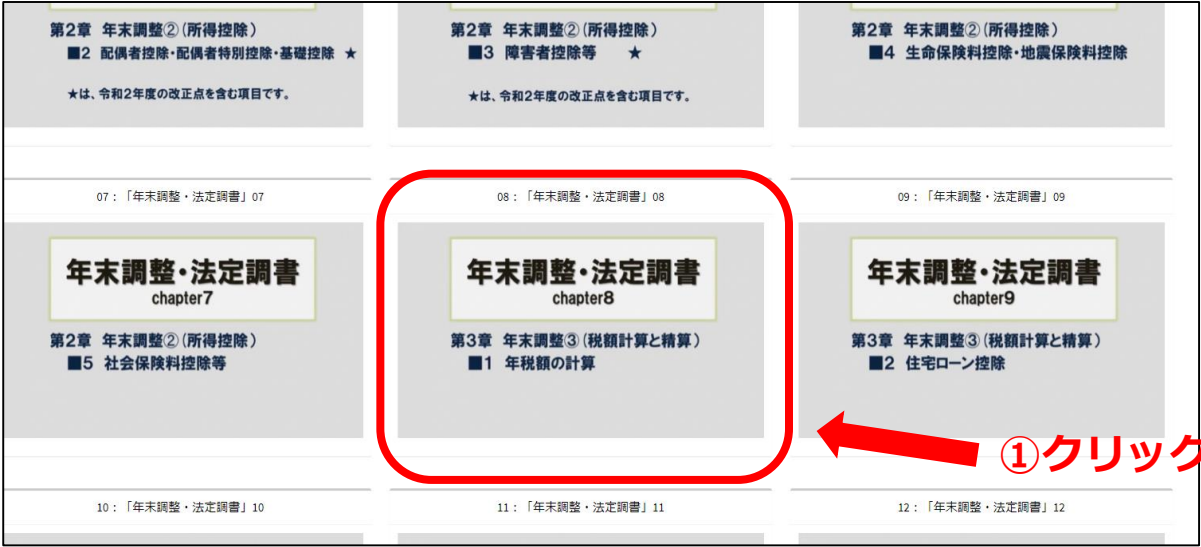 第2章 年末調整②(所得控除)
■2 配偶者控除・配偶者特別控除・基礎控除 ★
★は、令和2年度の改正点を含む項目です。
第2章 年末調整②(所得控除)
■3 障害者控除等 ★
★は、令和2年度の改正点を含む項目です。
第2章 年末調整②(所得控除)
■4 生命保険料控除・地震保険料控除
07：「年末調整・法定調書」07
08：「年末調整・法定調書」08
09：「年末調整・法定調書」09
年末調整・法定調書
chapter7
第2章 年末調整②(所得控除)
■5 社会保険料控除等
年末調整・法定調書
chapter8
第3章 年末調整③(税額計算と精算)
■1 年税額の計算
年末調整・法定調書
chapter9
第3章 年末調整③(税額計算と精算)
■2 住宅ローン控除
①クリック
10：「年末調整・法定調書」10
11：「年末調整・法定調書」11
12：「年末調整・法定調書」12